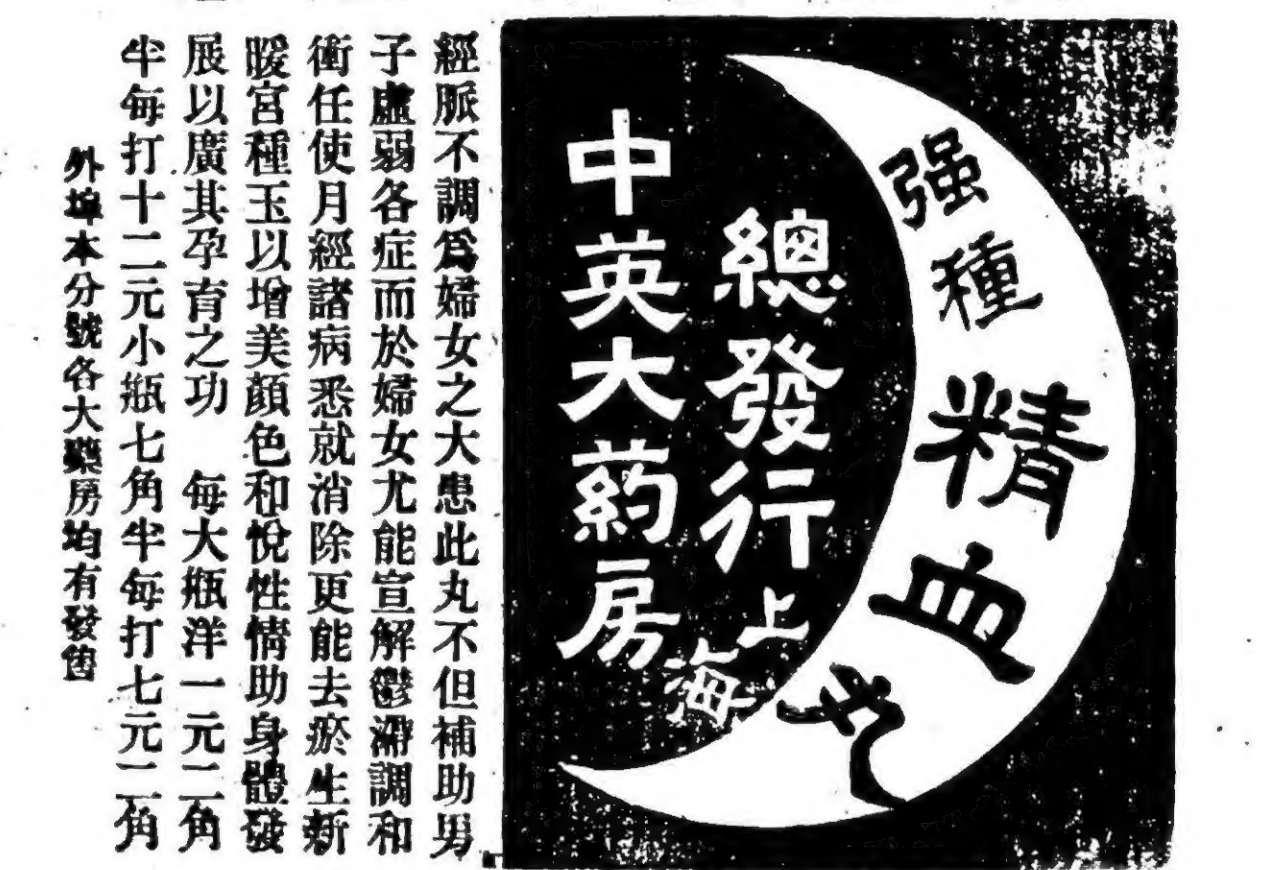 强種精血丸
總發行
上海
中英大药房
經脈不調爲婦女之大患此丸不但補助男
子虛弱各症而於婦女尤能宣解鬱滯調和
衝任使月經諸病悉就消除更能去瘀生新
暖宮種玉以增美顔色和悅性情助身體發
展以廣其孕育之功 每大瓶洋一元二角
半每打十二元小瓶七角半每打七元二角
外埠本分號各大藥房均有發售